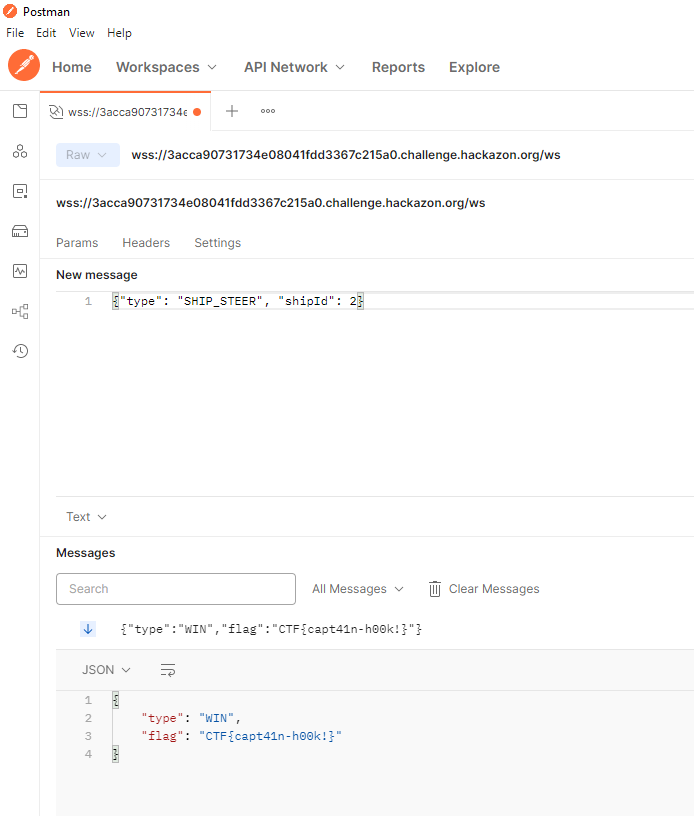 Postman
File Edit View Help
Home Workspaces API Network Reports Explore
wss://3acca90731734e
Raw wss://3acca90731734e08041fdd3367c215a0.challenge.hackazon.org/ws
wss://3acca90731734e08041fdd3367c215a0.challenge.hackazon.org/ws
Params Headers Settings
New message
1 {"type": "SHIP_STEER", "shipId": 2}
Text
Messages
Search All Messages Clear Messages
{"type":"WIN","flag":"CTF{capt41n-h00k!}"}
JSON
1 {
2 "type": "WIN",
3 "flag": "CTF{capt41n-h00k!}"
4 }